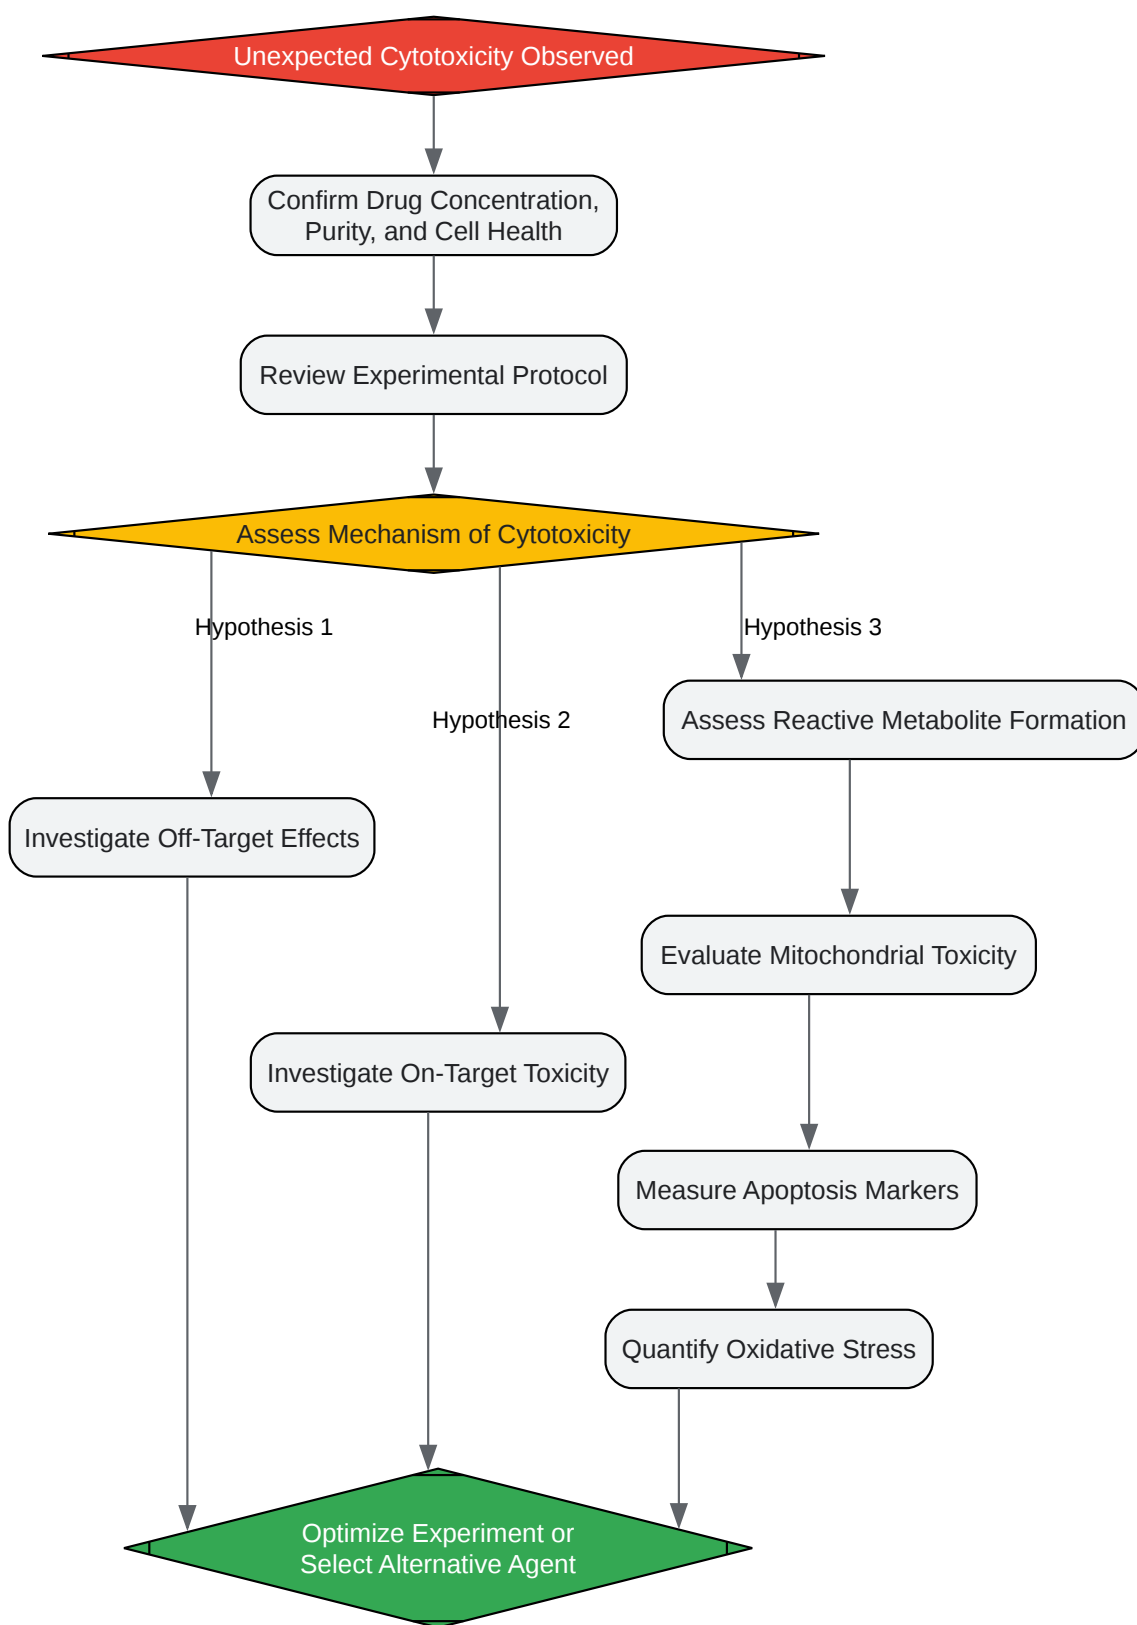 Unexpected Cytotoxicity Observed
Confirm Drug Concentration,
Purity, and Cell Health
Review Experimental Protocol
Assess Mechanism of Cytotoxicity
Hypothesis 1
Hypothesis 3
Assess Reactive Metabolite Formation
Hypothesis 2
Investigate Off-Target Effects
Evaluate Mitochondrial Toxicity
Investigate On-Target Toxicity
Measure Apoptosis Markers
Quantify Oxidative Stress
Optimize Experiment or
Select Alternative Agent